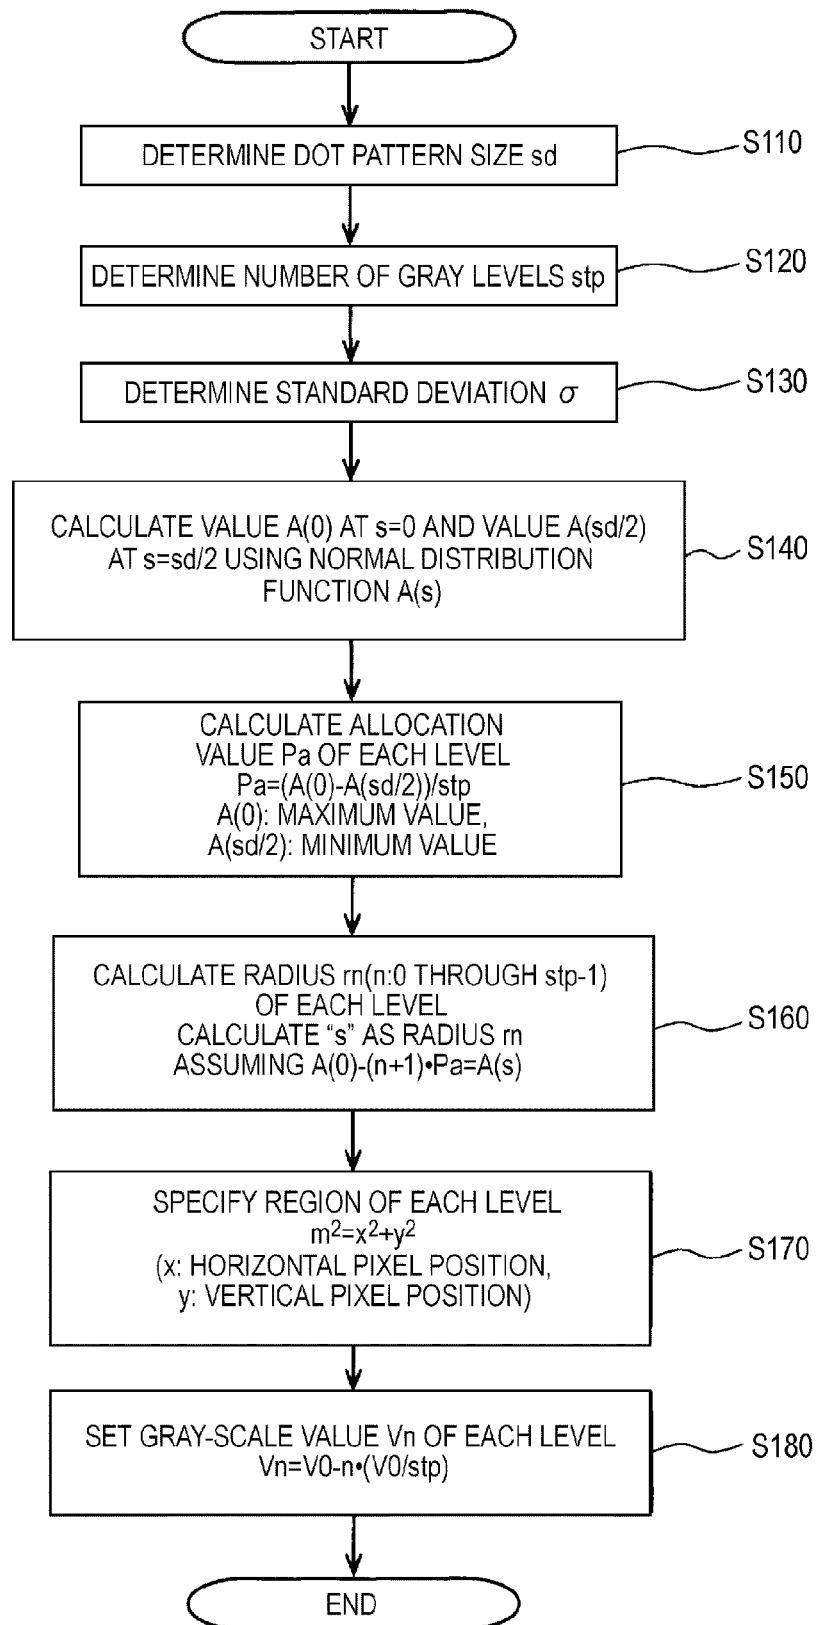 START
DETERMINE DOT PATTERN SIZE sd
S110
DETERMINE NUMBER OF GRAY LEVELS stp
S120
DETERMINE STANDARD DEVIATION σ
S130
CALCULATE VALUE A(0) AT s=0 AND VALUE A(sd/2)
AT s=sd/2 USING NORMAL DISTRIBUTION
FUNCTION A(s)
S140
CALCULATE ALLOCATION
VALUE Pa OF EACH LEVEL
Pa=(A(0)-A(sd/2))/stp
A(0): MAXIMUM VALUE,
A(sd/2): MINIMUM VALUE
S150
CALCULATE RADIUS rn(n:0 THROUGH stp-1)
OF EACH LEVEL
CALCULATE “s” AS RADIUS rn
ASSUMING A(0)-(n+1)•Pa=A(s)
S160
SPECIFY REGION OF EACH LEVEL
m²=x²+y²
(x: HORIZONTAL PIXEL POSITION,
y: VERTICAL PIXEL POSITION)
S170
SET GRAY-SCALE VALUE Vn OF EACH LEVEL
Vn=V0-n•(V0/stp)
S180
END